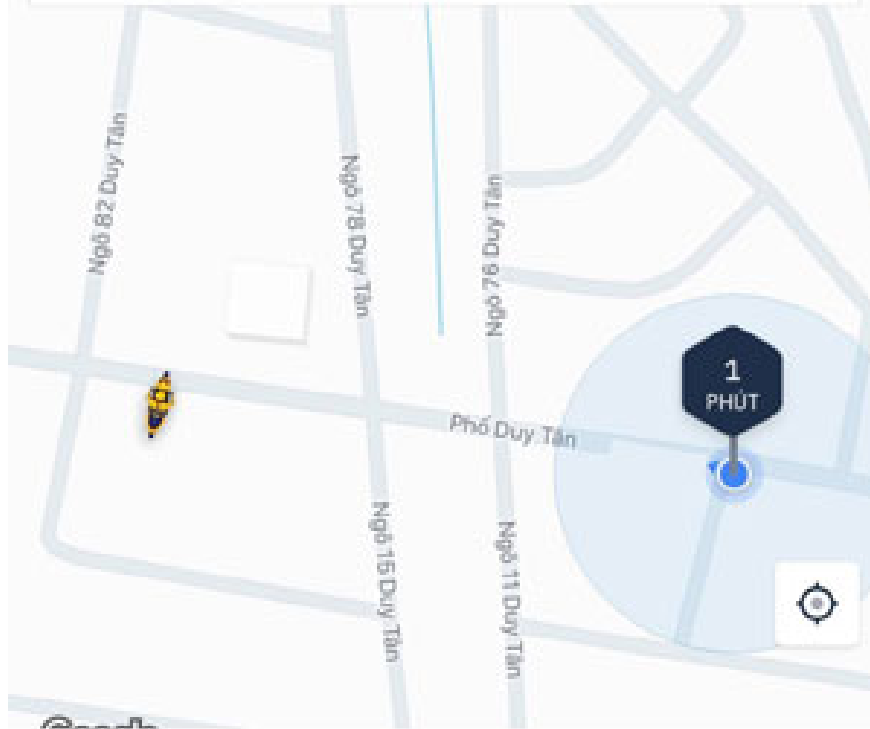 Ngõ 82 Duy Tân
Ngõ 78 Duy Tân
Ngõ 76 Duy Tân
1
PHÚT
Phố Duy Tân
Ngõ 15 Duy Tân
Ngõ 11 Duy Tân
Google